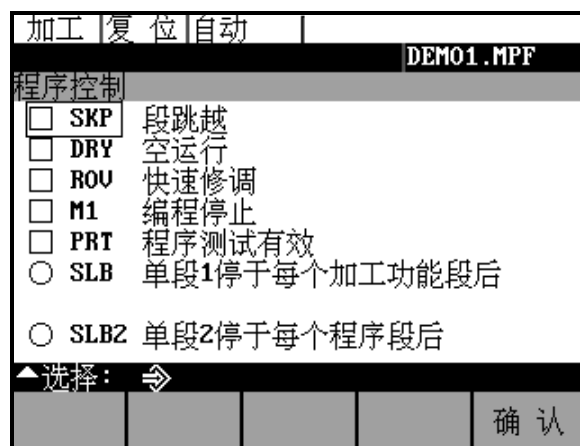 加工 复 位 自动
DEMO1.MPF
程序控制
SKP 段跳越
DRY 空运行
ROV 快速修调
M1 编程停止
PRT 程序测试有效
SLB 单段1停于每个加工功能段后
SLB2 单段2停于每个程序段后
选择:
确 认